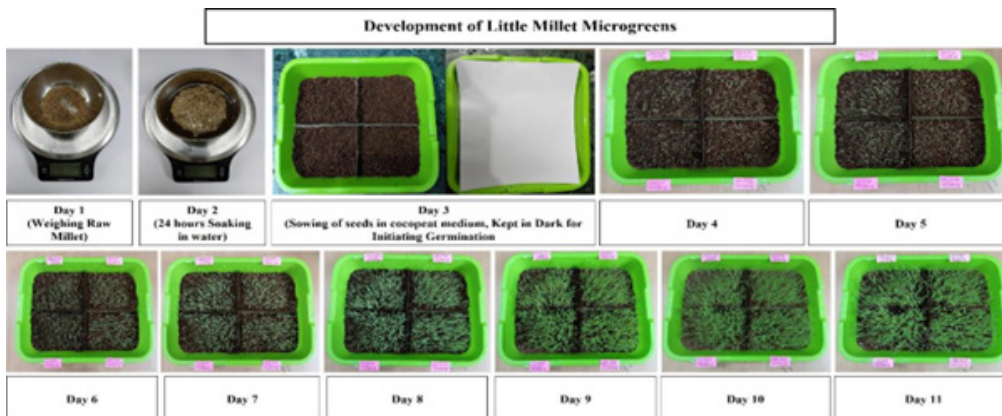 Development of Little Millet Microgreens
Day 1
(Weighing Raw
Millet)
Day 2
(24 hours Soaking
in water)
Day 3
(Sowing of seeds in cocopeat medium, Kept in Dark for
Initiating Germination
Day 4
Day 5
Day 6
Day 7
Day 8
Day 9
Day 10
Day 11